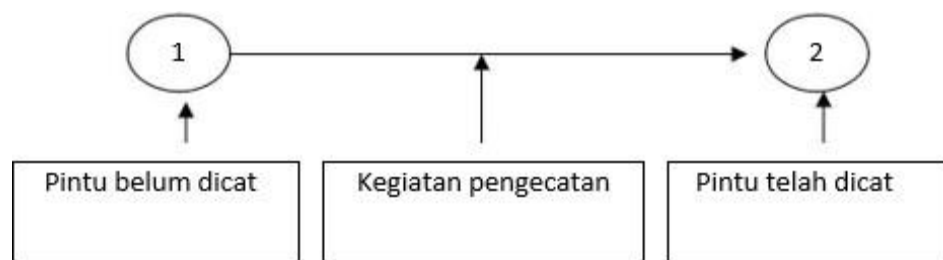 1
2
Pintu belum dicat
Kegiatan pengecatan
Pintu telah dicat